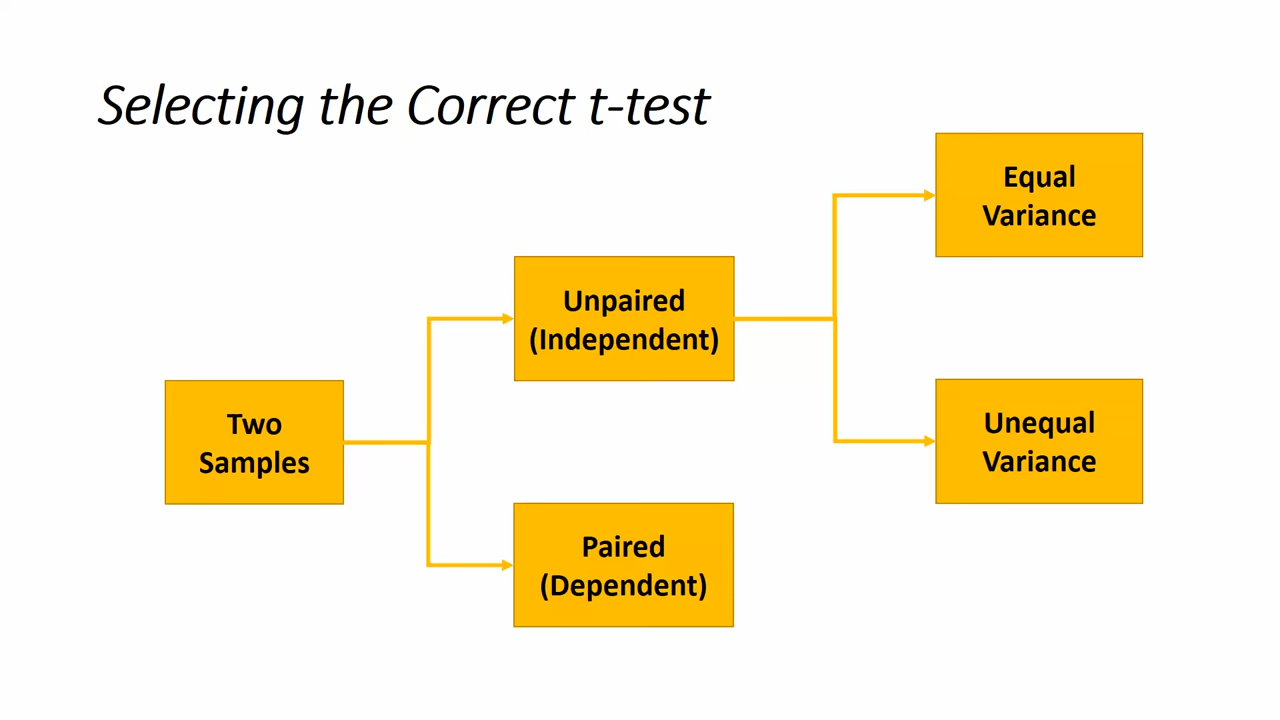 Selecting the Correct t-test
Two
Samples
Unpaired
(Independent)
Paired
(Dependent)
Equal
Variance
Unequal
Variance